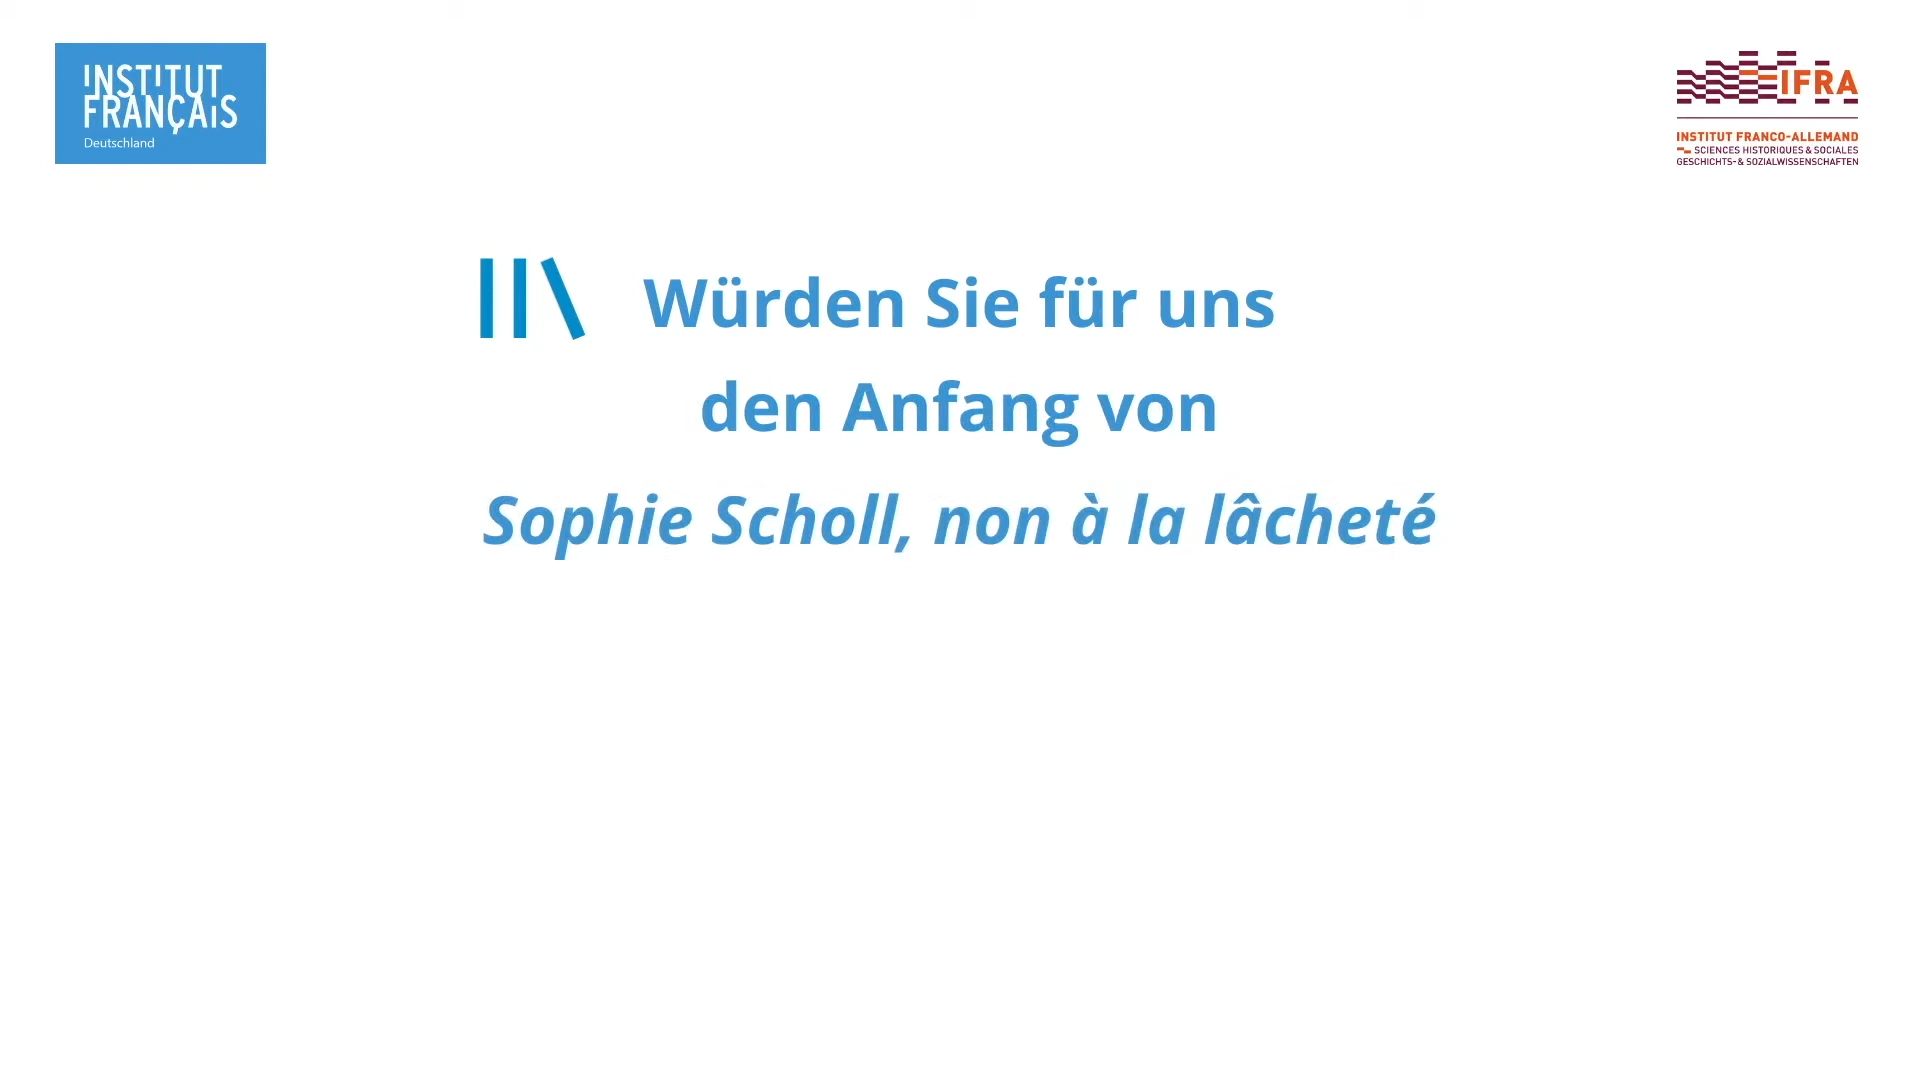 INSTITUT
FRANÇAIS
Deutschland
IFRA
INSTITUT FRANCO-ALLEMAND
SCIENCES HISTORIQUES & SOCIALES
GESCHICHTS- & SOZIALWISSENSCHAFTEN
Würden Sie für uns
den Anfang von
Sophie Scholl, non à la lâcheté